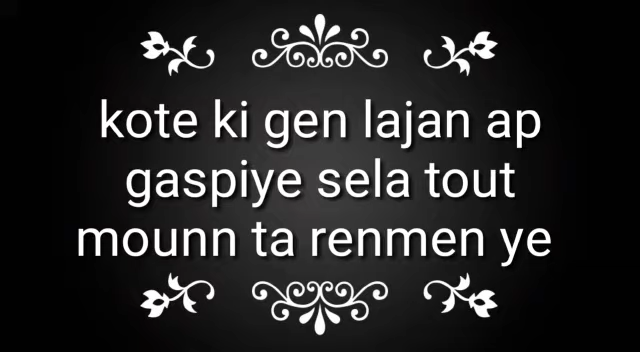 kote ki gen lajan ap
gaspiye sela tout
mounn ta renmen ye